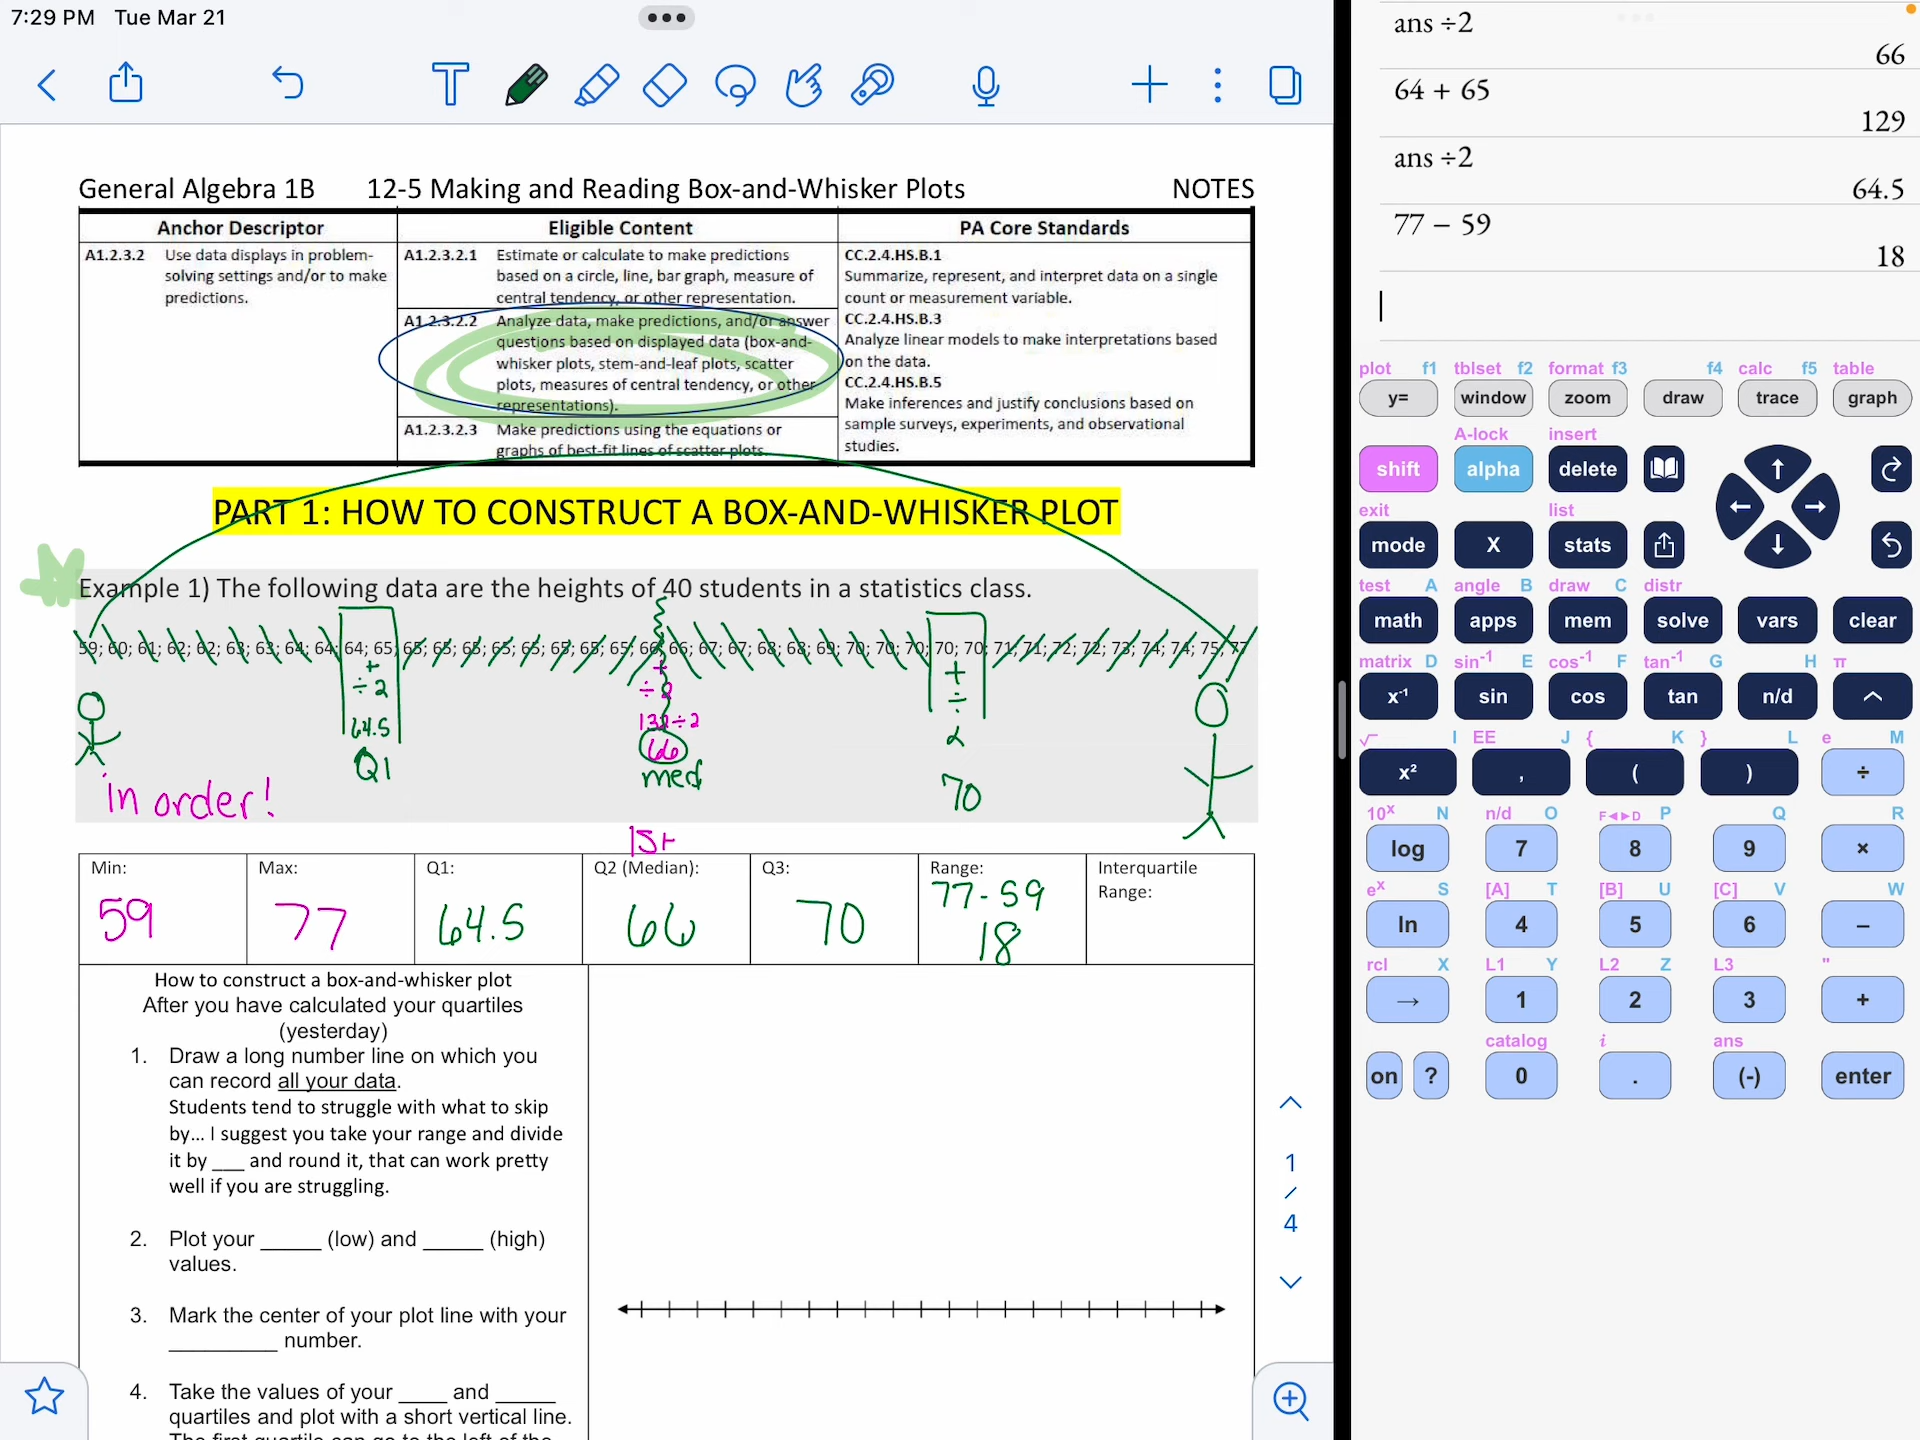 7:29 PM Tue Mar 21
General Algebra 1B 12-5 Making and Reading Box-and-Whisker Plots NOTES
Anchor Descriptor Eligible Content PA Core Standards
A1.2.3.2 Use data displays in problem-solving settings and/or to make predictions.
A1.2.3.2.1 Estimate or calculate to make predictions
based on a circle, line, bar graph, measure of
central tendency, or other representation.
A1.2.3.2.2 Analyze data, make predictions, and/or answer
questions based on displayed data (box-and-
whisker plots, stem-and-leaf plots, scatter
plots, measures of central tendency, or other
representations).
A1.2.3.2.3 Make predictions using the equations or
graphs of best-fit lines of scatter plots.
CC.2.4.HS.B.1
Summarize, represent, and interpret data on a single
count or measurement variable.
CC.2.4.HS.B.3
Analyze linear models to make interpretations based
on the data.
CC.2.4.HS.B.5
Make inferences and justify conclusions based on
sample surveys, experiments, and observational
studies.
PART 1: HOW TO CONSTRUCT A BOX-AND-WHISKER PLOT
Example 1) The following data are the heights of 40 students in a statistics class.
59; 60; 61; 62; 62; 63; 63; 64; 64; 64; 65; 65; 65; 65; 65; 65; 65; 65; 65; 66; 66; 67; 67; 68; 68; 69; 70; 70; 70; 70; 70; 71; 71; 72; 72; 73; 74; 74; 75; 77
+
÷2
64.5
Q1
+
÷2
132÷2
66
med
+
÷
2
70
in order!
1st
Min: Max: Q1: Q2 (Median): Q3: Range: Interquartile
Range:
59 77 64.5 66 70 77-59
18
How to construct a box-and-whisker plot
After you have calculated your quartiles
(yesterday)
1. Draw a long number line on which you
can record all your data.
Students tend to struggle with what to skip
by... I suggest you take your range and divide
it by ___ and round it, that can work pretty
well if you are struggling.
2. Plot your _____ (low) and _____ (high)
values.
3. Mark the center of your plot line with your
_________ number.
4. Take the values of your ____ and _____
quartiles and plot with a short vertical line.
The first quartile can go to the left of the
1
/
4
ans ÷2
66
64 + 65
129
ans ÷2
64.5
77 − 59
18
plot f1 tblset f2 format f3 f4 calc f5 table
y= window zoom draw trace graph
A-lock insert
shift alpha delete
exit list
mode X stats
test A angle B draw C distr
math apps mem solve vars clear
matrix D sin-1 E cos-1 F tan-1 G H π
x-1 sin cos tan n/d ^
√ I EE J { K } L e M
x² , ( ) ÷
10x N n/d O F◄►D P Q R
log 7 8 9 ×
ex S [A] T [B] U [C] V W
ln 4 5 6 −
rcl X L1 Y L2 Z L3 "
→ 1 2 3 +
catalog i ans
on ? 0 . (-) enter